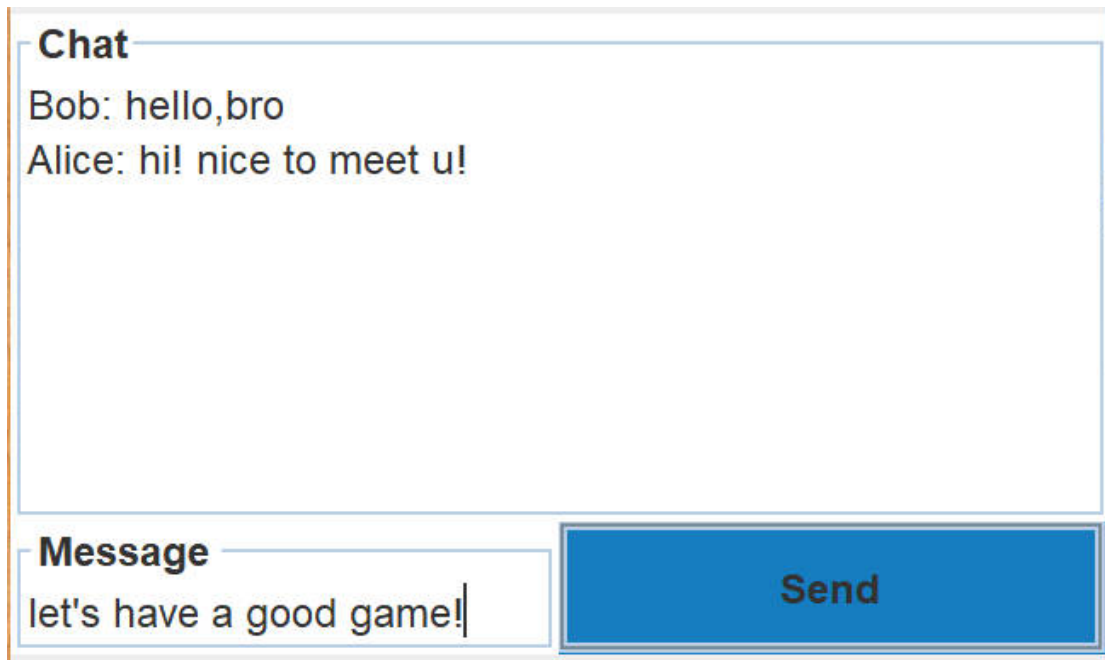 Chat
Bob: hello,bro
Alice: hi! nice to meet u!
Message
let's have a good game!
Send